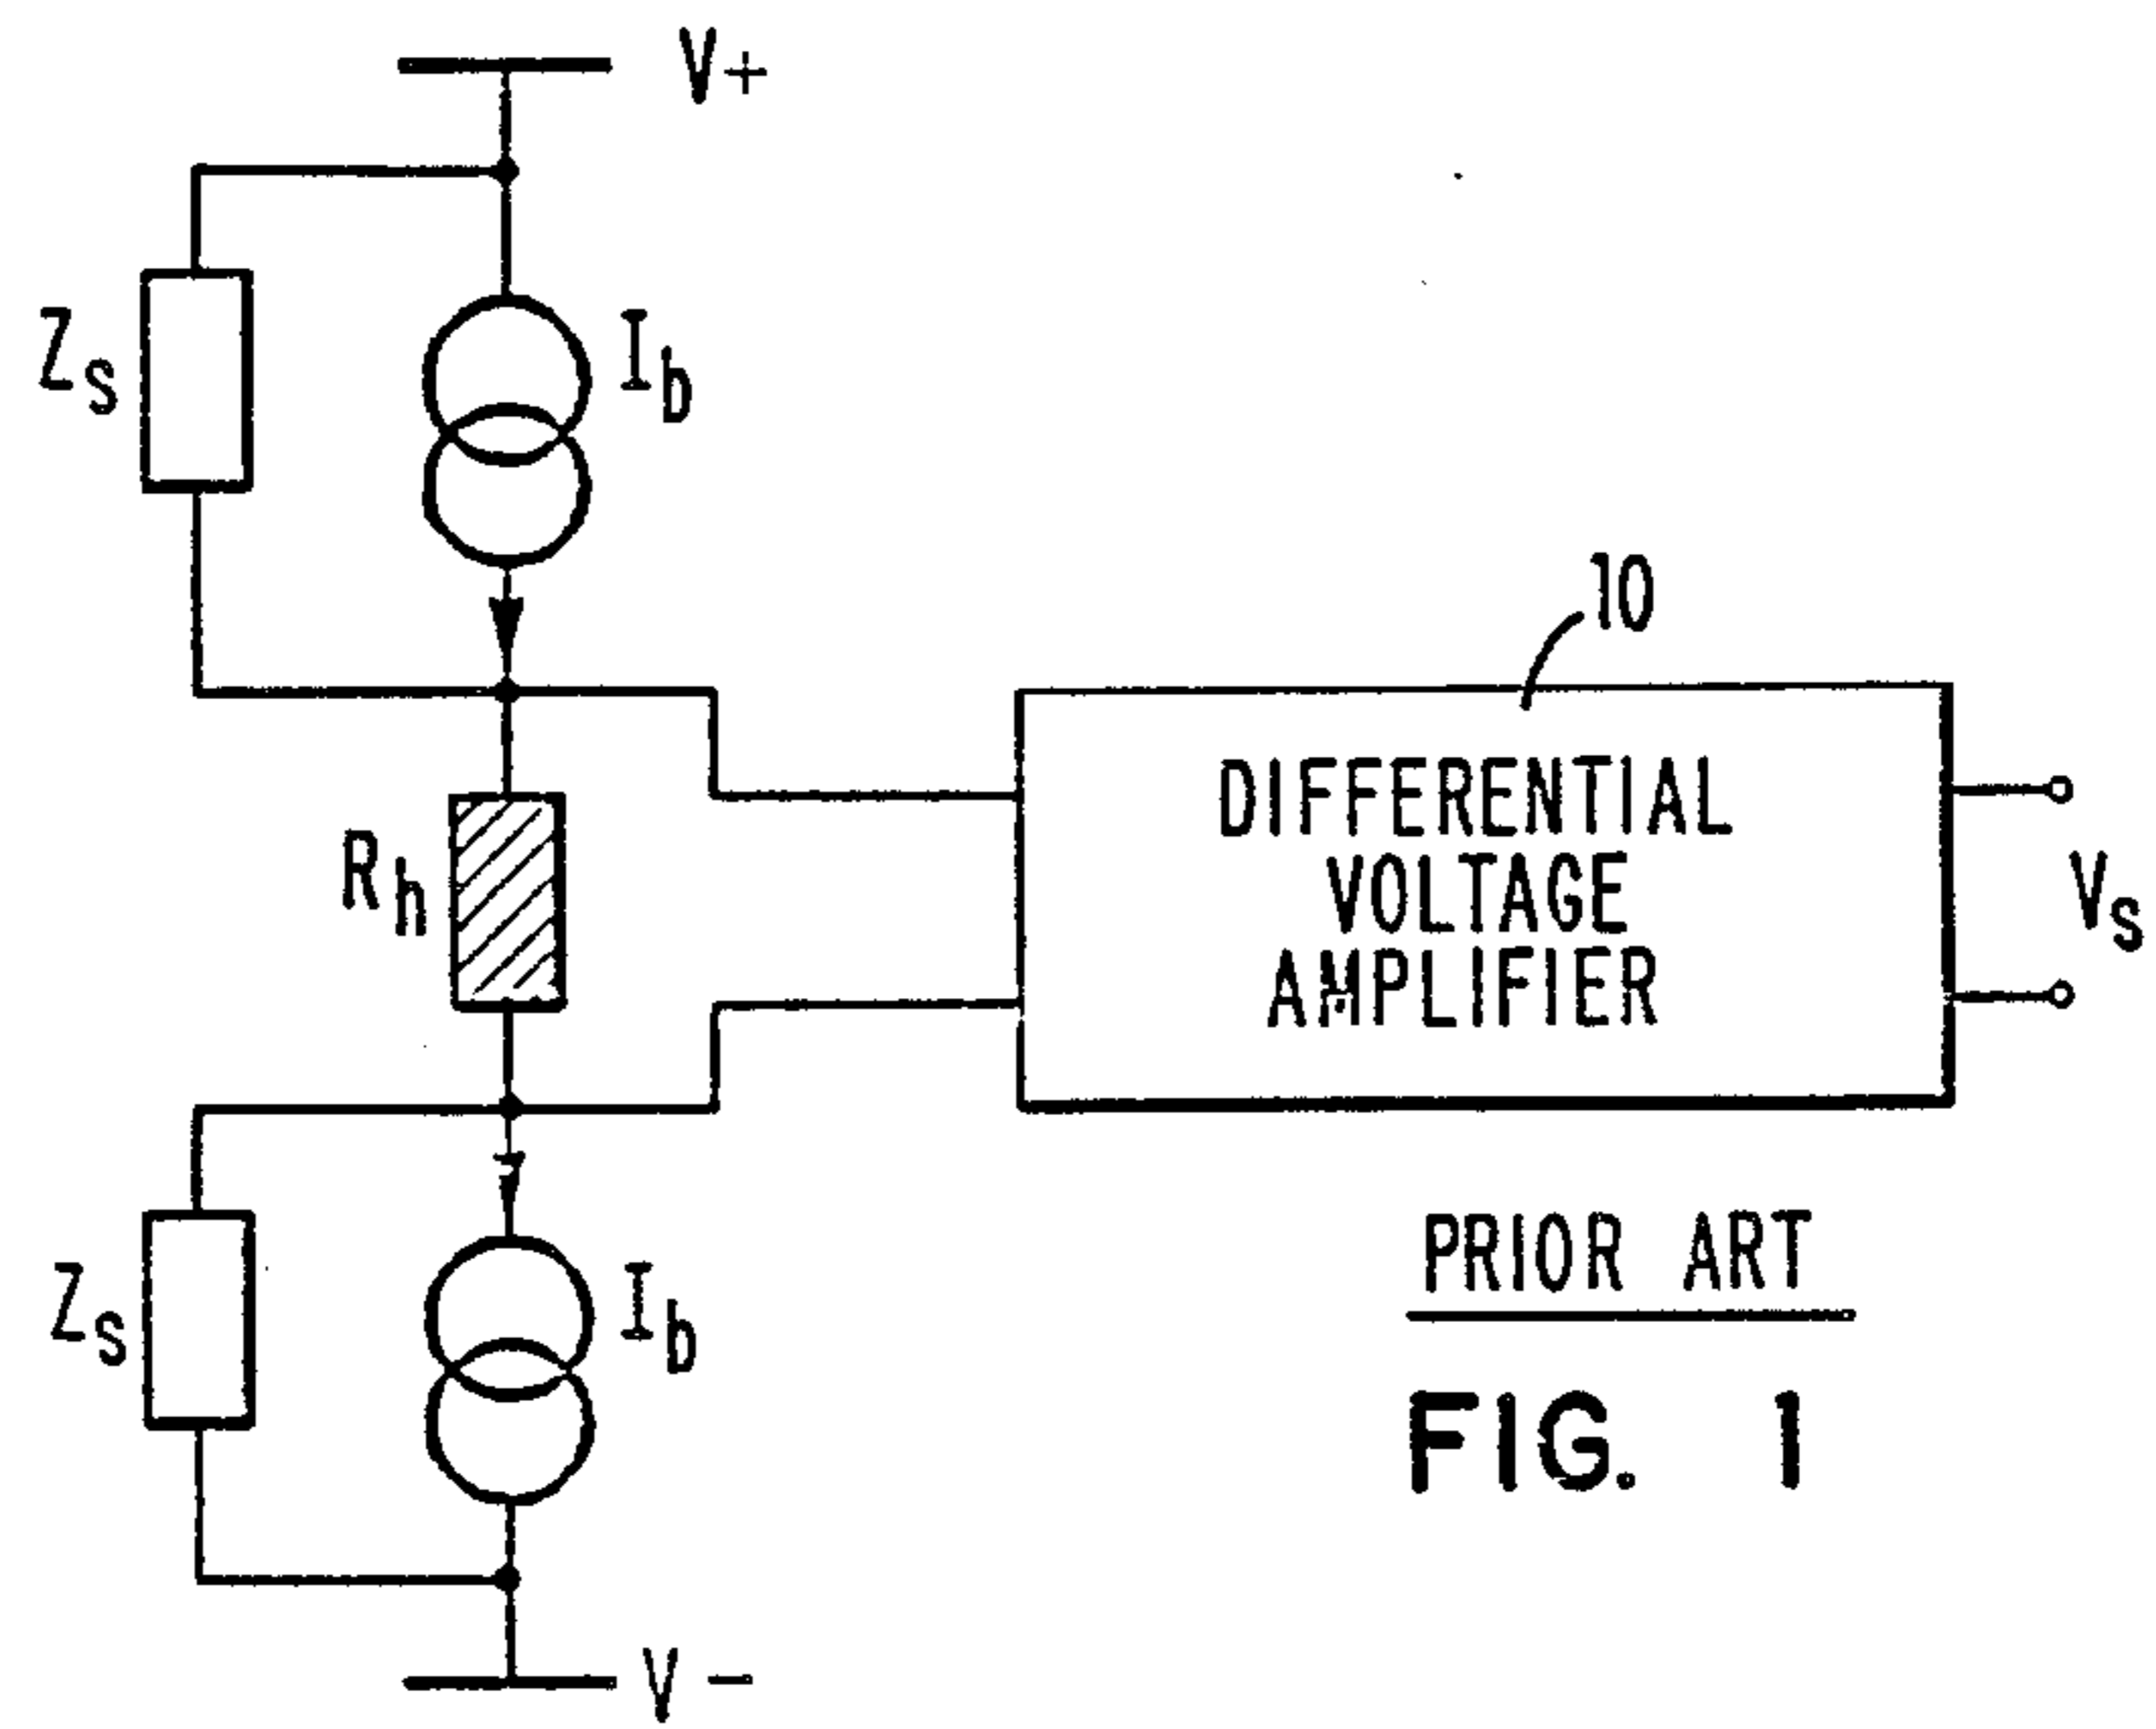 V+
Zs
Ib
10
DIFFERENTIAL
VOLTAGE
AMPLIFIER
Rh
Vs
Zs
Ib
PRIOR ART
FIG. 1
V-